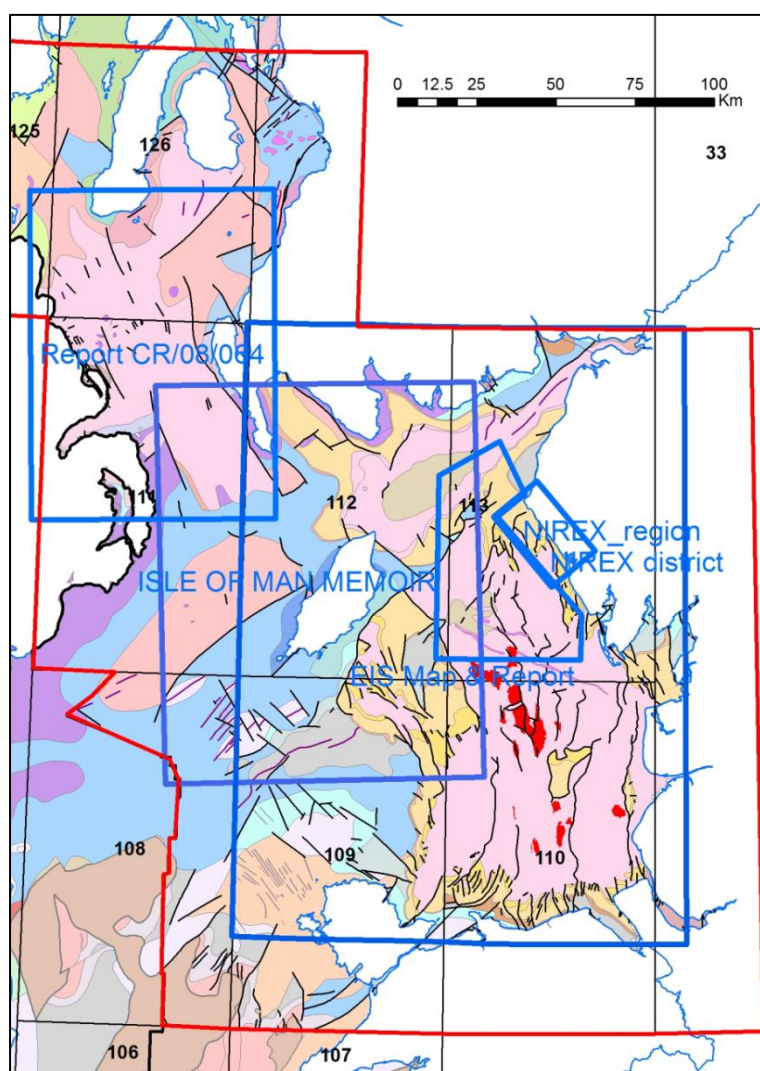 0 12.5 25 50 75 100
Km
125
126
33
Report CR/08/064
111
112
113
NIREX_region
NIREX district
ISLE OF MAN MEMOIR
EIS Map & Report
108
109
110
106
107